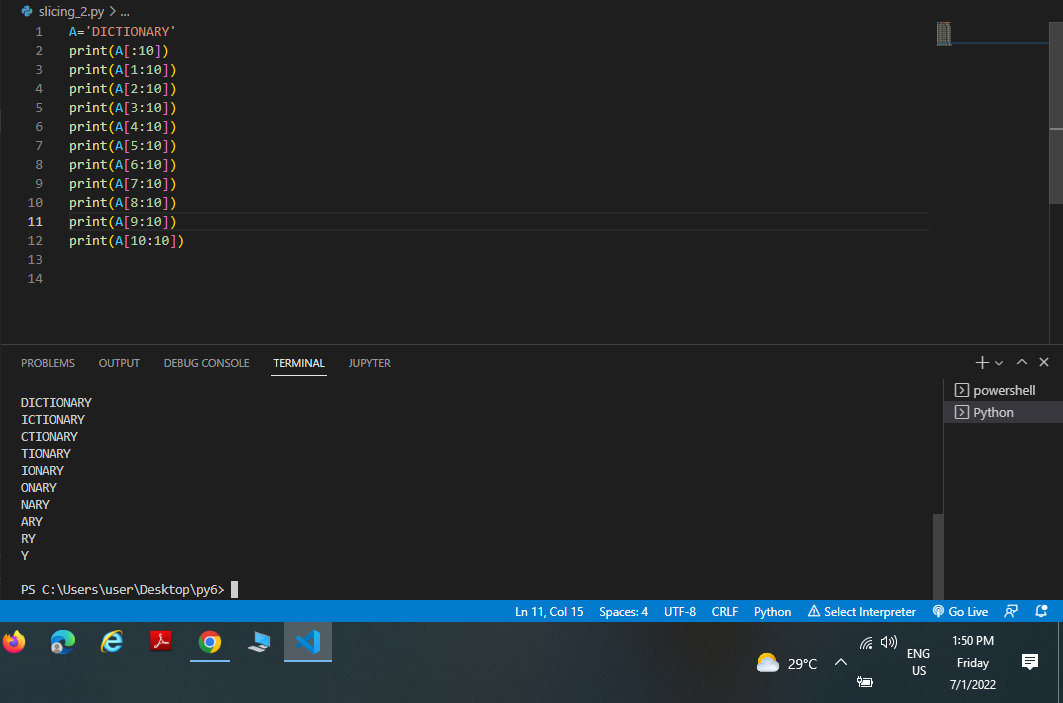 slicing_2.py > ...
1 A='DICTIONARY'
2 print(A[:10])
3 print(A[1:10])
4 print(A[2:10])
5 print(A[3:10])
6 print(A[4:10])
7 print(A[5:10])
8 print(A[6:10])
9 print(A[7:10])
10 print(A[8:10])
11 print(A[9:10])
12 print(A[10:10])
13
14
PROBLEMS OUTPUT DEBUG CONSOLE TERMINAL JUPYTER
powershell
Python
DICTIONARY
ICTIONARY
CTIONARY
TIONARY
IONARY
ONARY
NARY
ARY
RY
Y
PS C:\Users\user\Desktop\py6>
Ln 11, Col 15 Spaces: 4 UTF-8 CRLF Python Select Interpreter Go Live
29°C
ENG
US
1:50 PM
Friday
7/1/2022